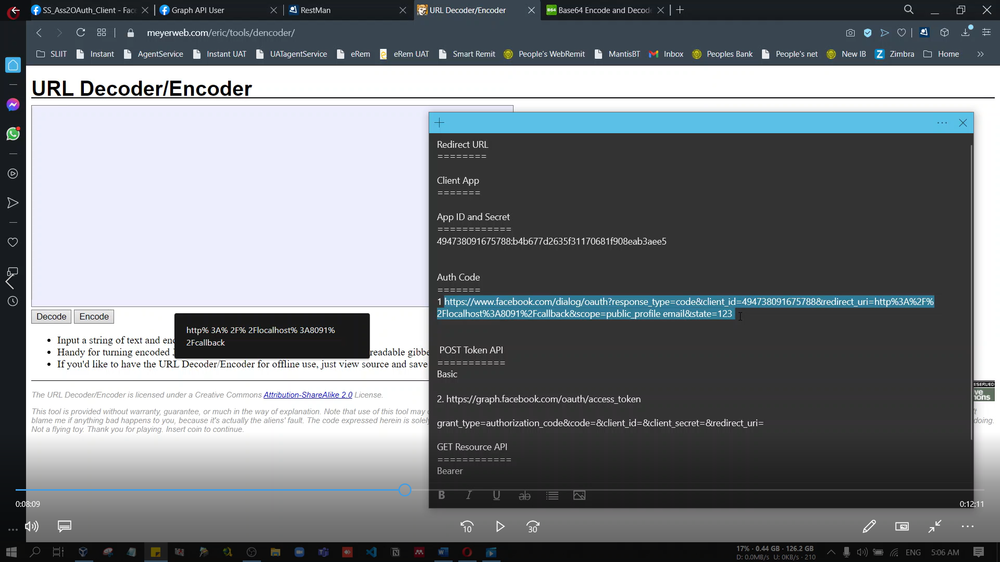 SS_Ass2OAuth_Client - Fac
Graph API User
RestMan
URL Decoder/Encoder
B64 Base64 Encode and Decod
meyerweb.com/eric/tools/dencoder/
SLIIT Instant AgentService Instant UAT UATagentService eRem eRem UAT Smart Remit People's WebRemit MantisBT Inbox Peoples Bank People's net New IB Zimbra Home
URL Decoder/Encoder
Redirect URL
========
Client App
=======
App ID and Secret
============
494738091675788:b4b677d2635f31170681f908eab3aee5
Auth Code
=======
1 https://www.facebook.com/dialog/oauth?response_type=code&client_id=494738091675788&redirect_uri=http%3A%2F%
2Flocalhost%3A8091%2Fcallback&scope=public_profile email&state=123
POST Token API
===========
Basic
2. https://graph.facebook.com/oauth/access_token
grant_type=authorization_code&code=&client_id=&client_secret=&redirect_uri=
GET Resource API
============
Bearer
Decode Encode
http% 3A% 2F% 2Flocalhost% 3A8091%
2Fcallback
Input a string of text and
Handy for turning encoded
readable
If you'd like to have the URL Decoder/Encoder for offline use, just view source and save
The URL Decoder/Encoder is licensed under a Creative Commons Attribution-ShareAlike 2.0 License.
This tool is provided without warranty, guarantee, or much in the way of explanation. Note that use of this tool may
blame me if anything bad happens to you, because it's actually the aliens' fault. The code expressed herein is solely
doing.
Not a flying toy. Thank you for playing. Insert coin to continue.
B I U ab
0:08:09
0:12:11
10 30
17% · 0.44 GB · 126.2 GB
D: 0.0MB/s U: 0KB/s · 210
ENG 5:06 AM